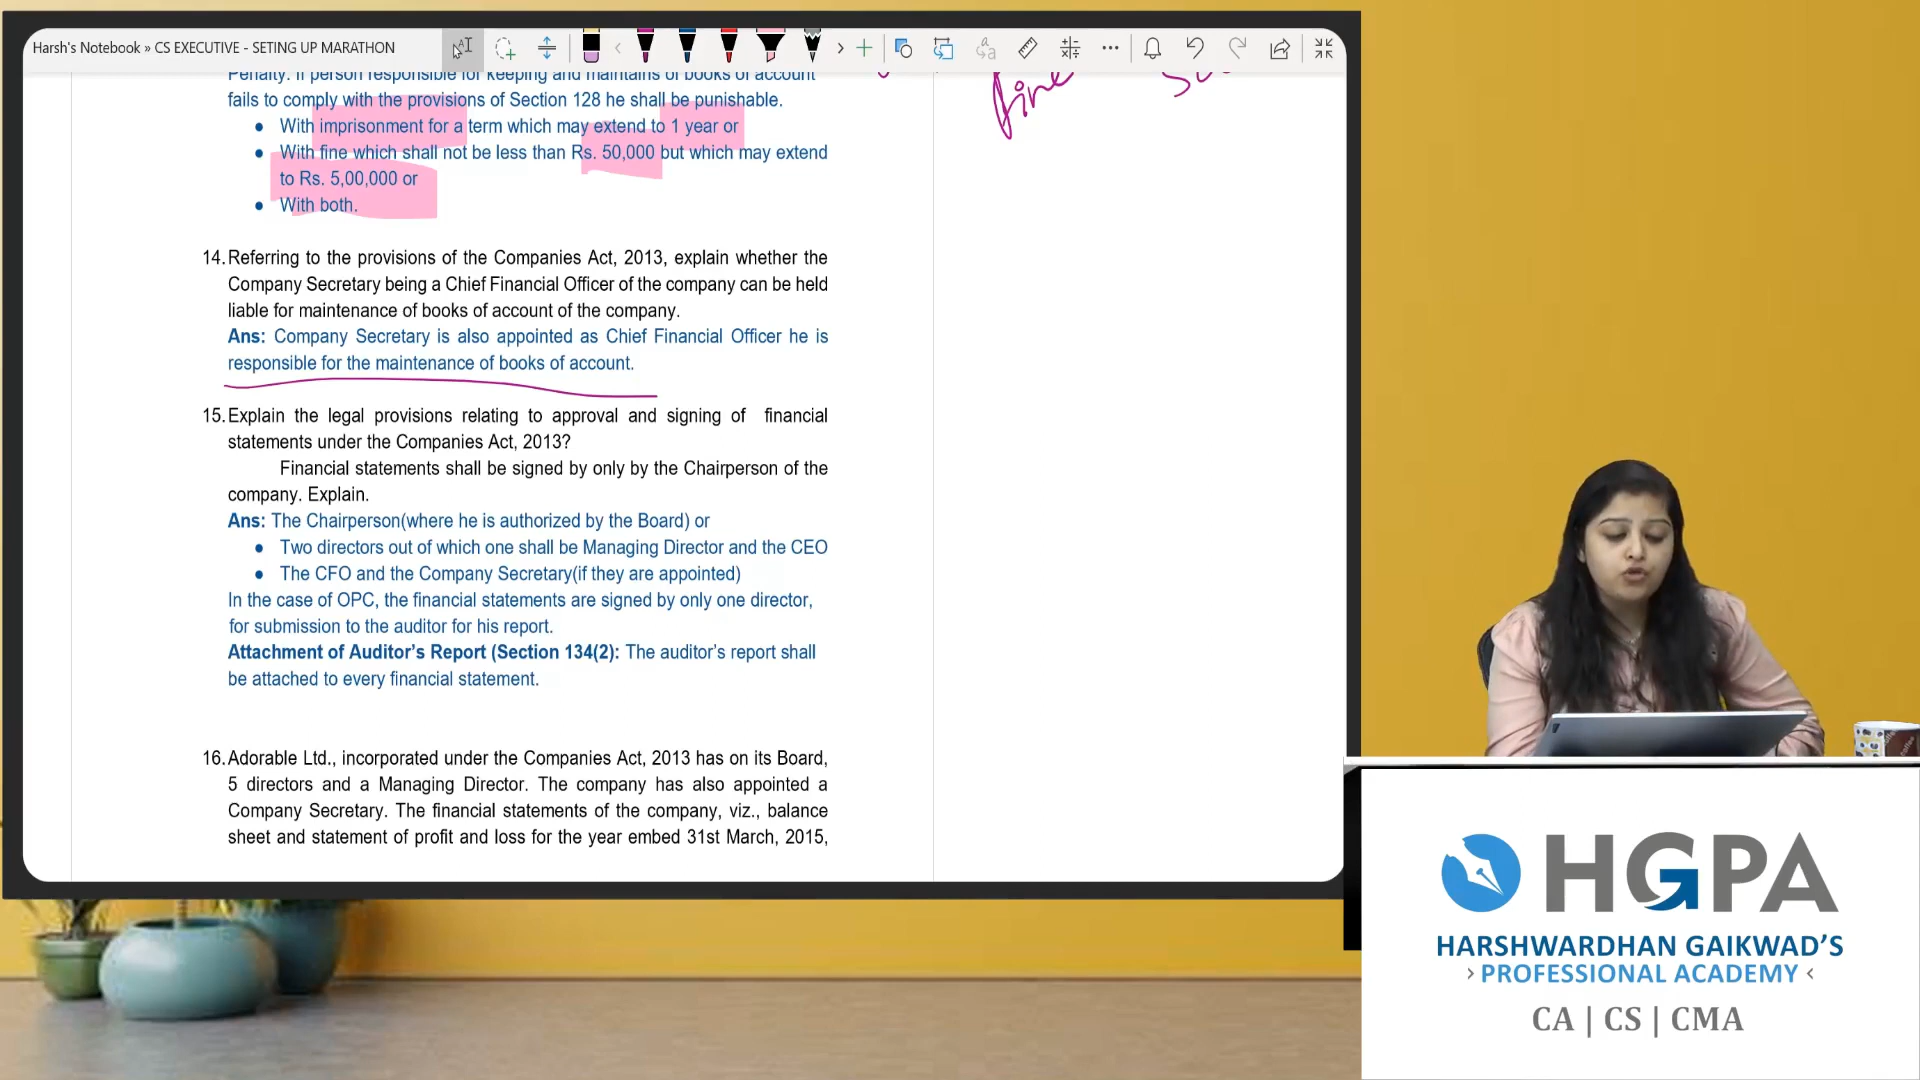 Harsh's Notebook » CS EXECUTIVE - SETING UP MARATHON
Penalty: If person responsible for keeping and maintains of books of account
fails to comply with the provisions of Section 128 he shall be punishable.
● With imprisonment for a term which may extend to 1 year or
● With fine which shall not be less than Rs. 50,000 but which may extend
to Rs. 5,00,000 or
● With both.
fine
14. Referring to the provisions of the Companies Act, 2013, explain whether the
Company Secretary being a Chief Financial Officer of the company can be held
liable for maintenance of books of account of the company.
Ans: Company Secretary is also appointed as Chief Financial Officer he is
responsible for the maintenance of books of account.
15. Explain the legal provisions relating to approval and signing of financial
statements under the Companies Act, 2013?
Financial statements shall be signed by only by the Chairperson of the
company. Explain.
Ans: The Chairperson(where he is authorized by the Board) or
● Two directors out of which one shall be Managing Director and the CEO
● The CFO and the Company Secretary(if they are appointed)
In the case of OPC, the financial statements are signed by only one director,
for submission to the auditor for his report.
Attachment of Auditor's Report (Section 134(2): The auditor's report shall
be attached to every financial statement.
16. Adorable Ltd., incorporated under the Companies Act, 2013 has on its Board,
5 directors and a Managing Director. The company has also appointed a
Company Secretary. The financial statements of the company, viz., balance
sheet and statement of profit and loss for the year embed 31st March, 2015,
HGPA
HARSHWARDHAN GAIKWAD'S
› PROFESSIONAL ACADEMY ‹
CA | CS | CMA